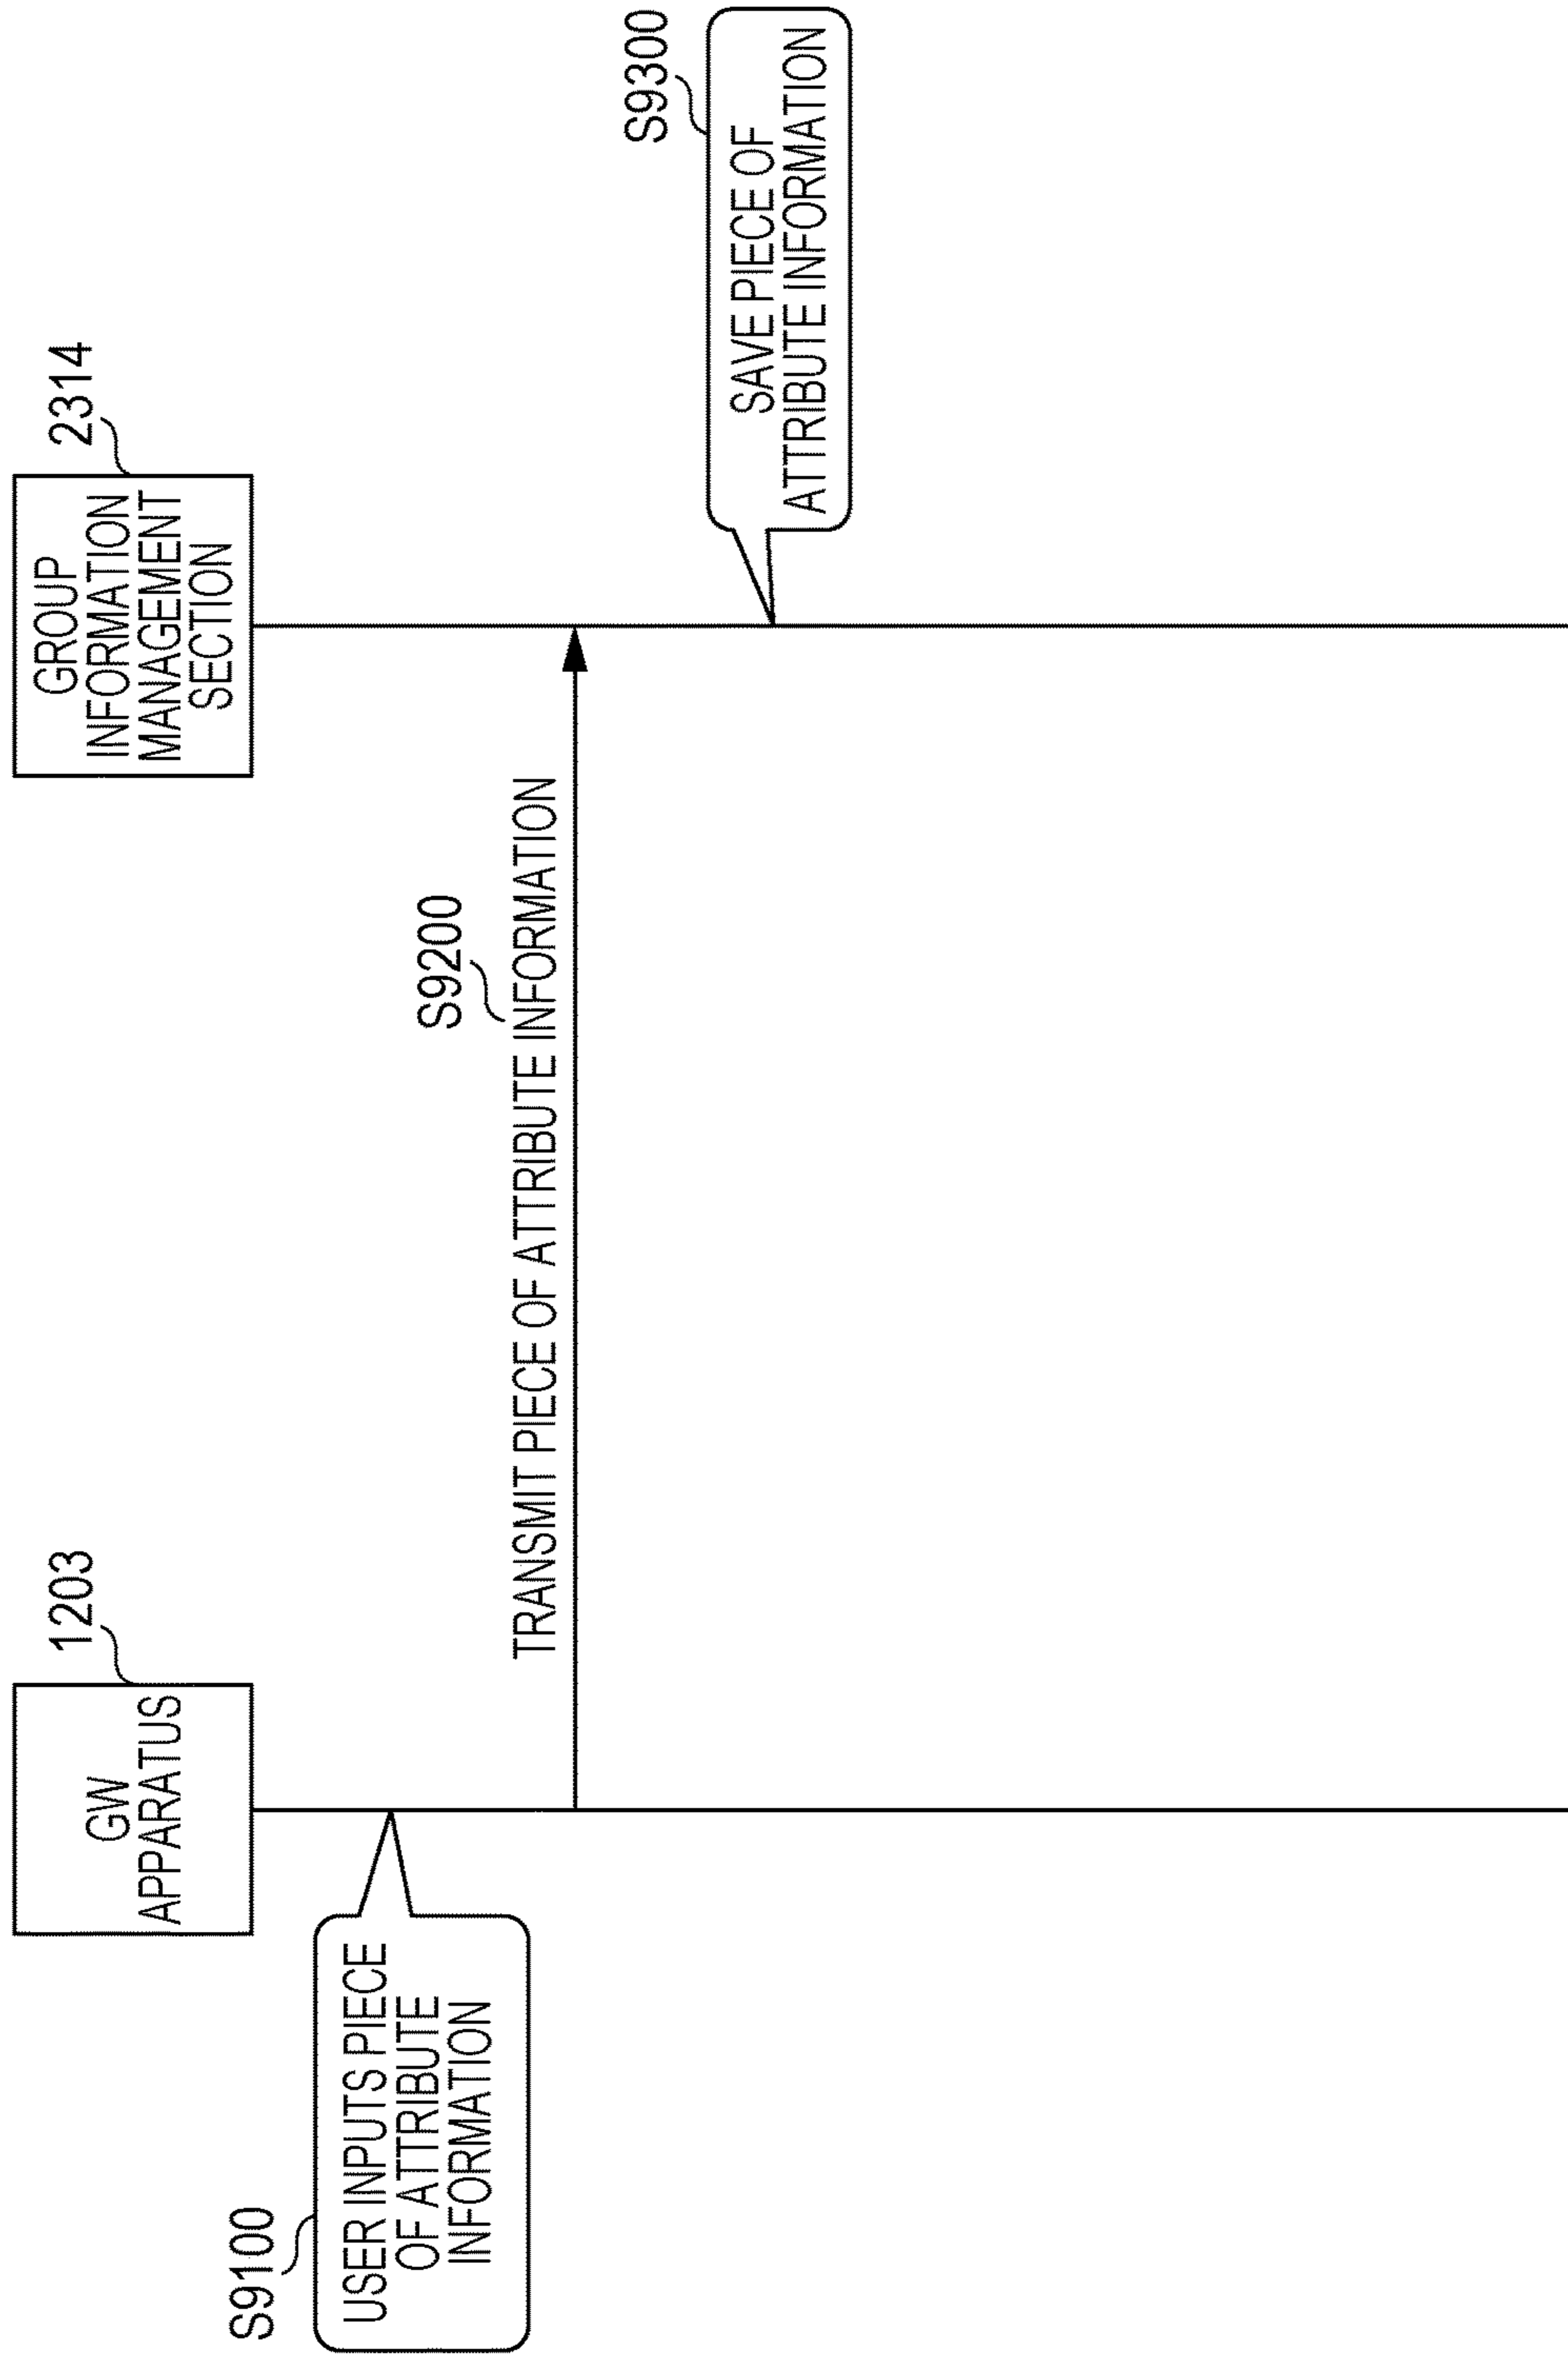 1203
GW
APPARATUS
2314
GROUP
INFORMATION
MANAGEMENT
SECTION
S9100
USER INPUTS PIECE
OF ATTRIBUTE
INFORMATION
S9200
TRANSMIT PIECE OF ATTRIBUTE INFORMATION
S9300
SAVE PIECE OF
ATTRIBUTE INFORMATION